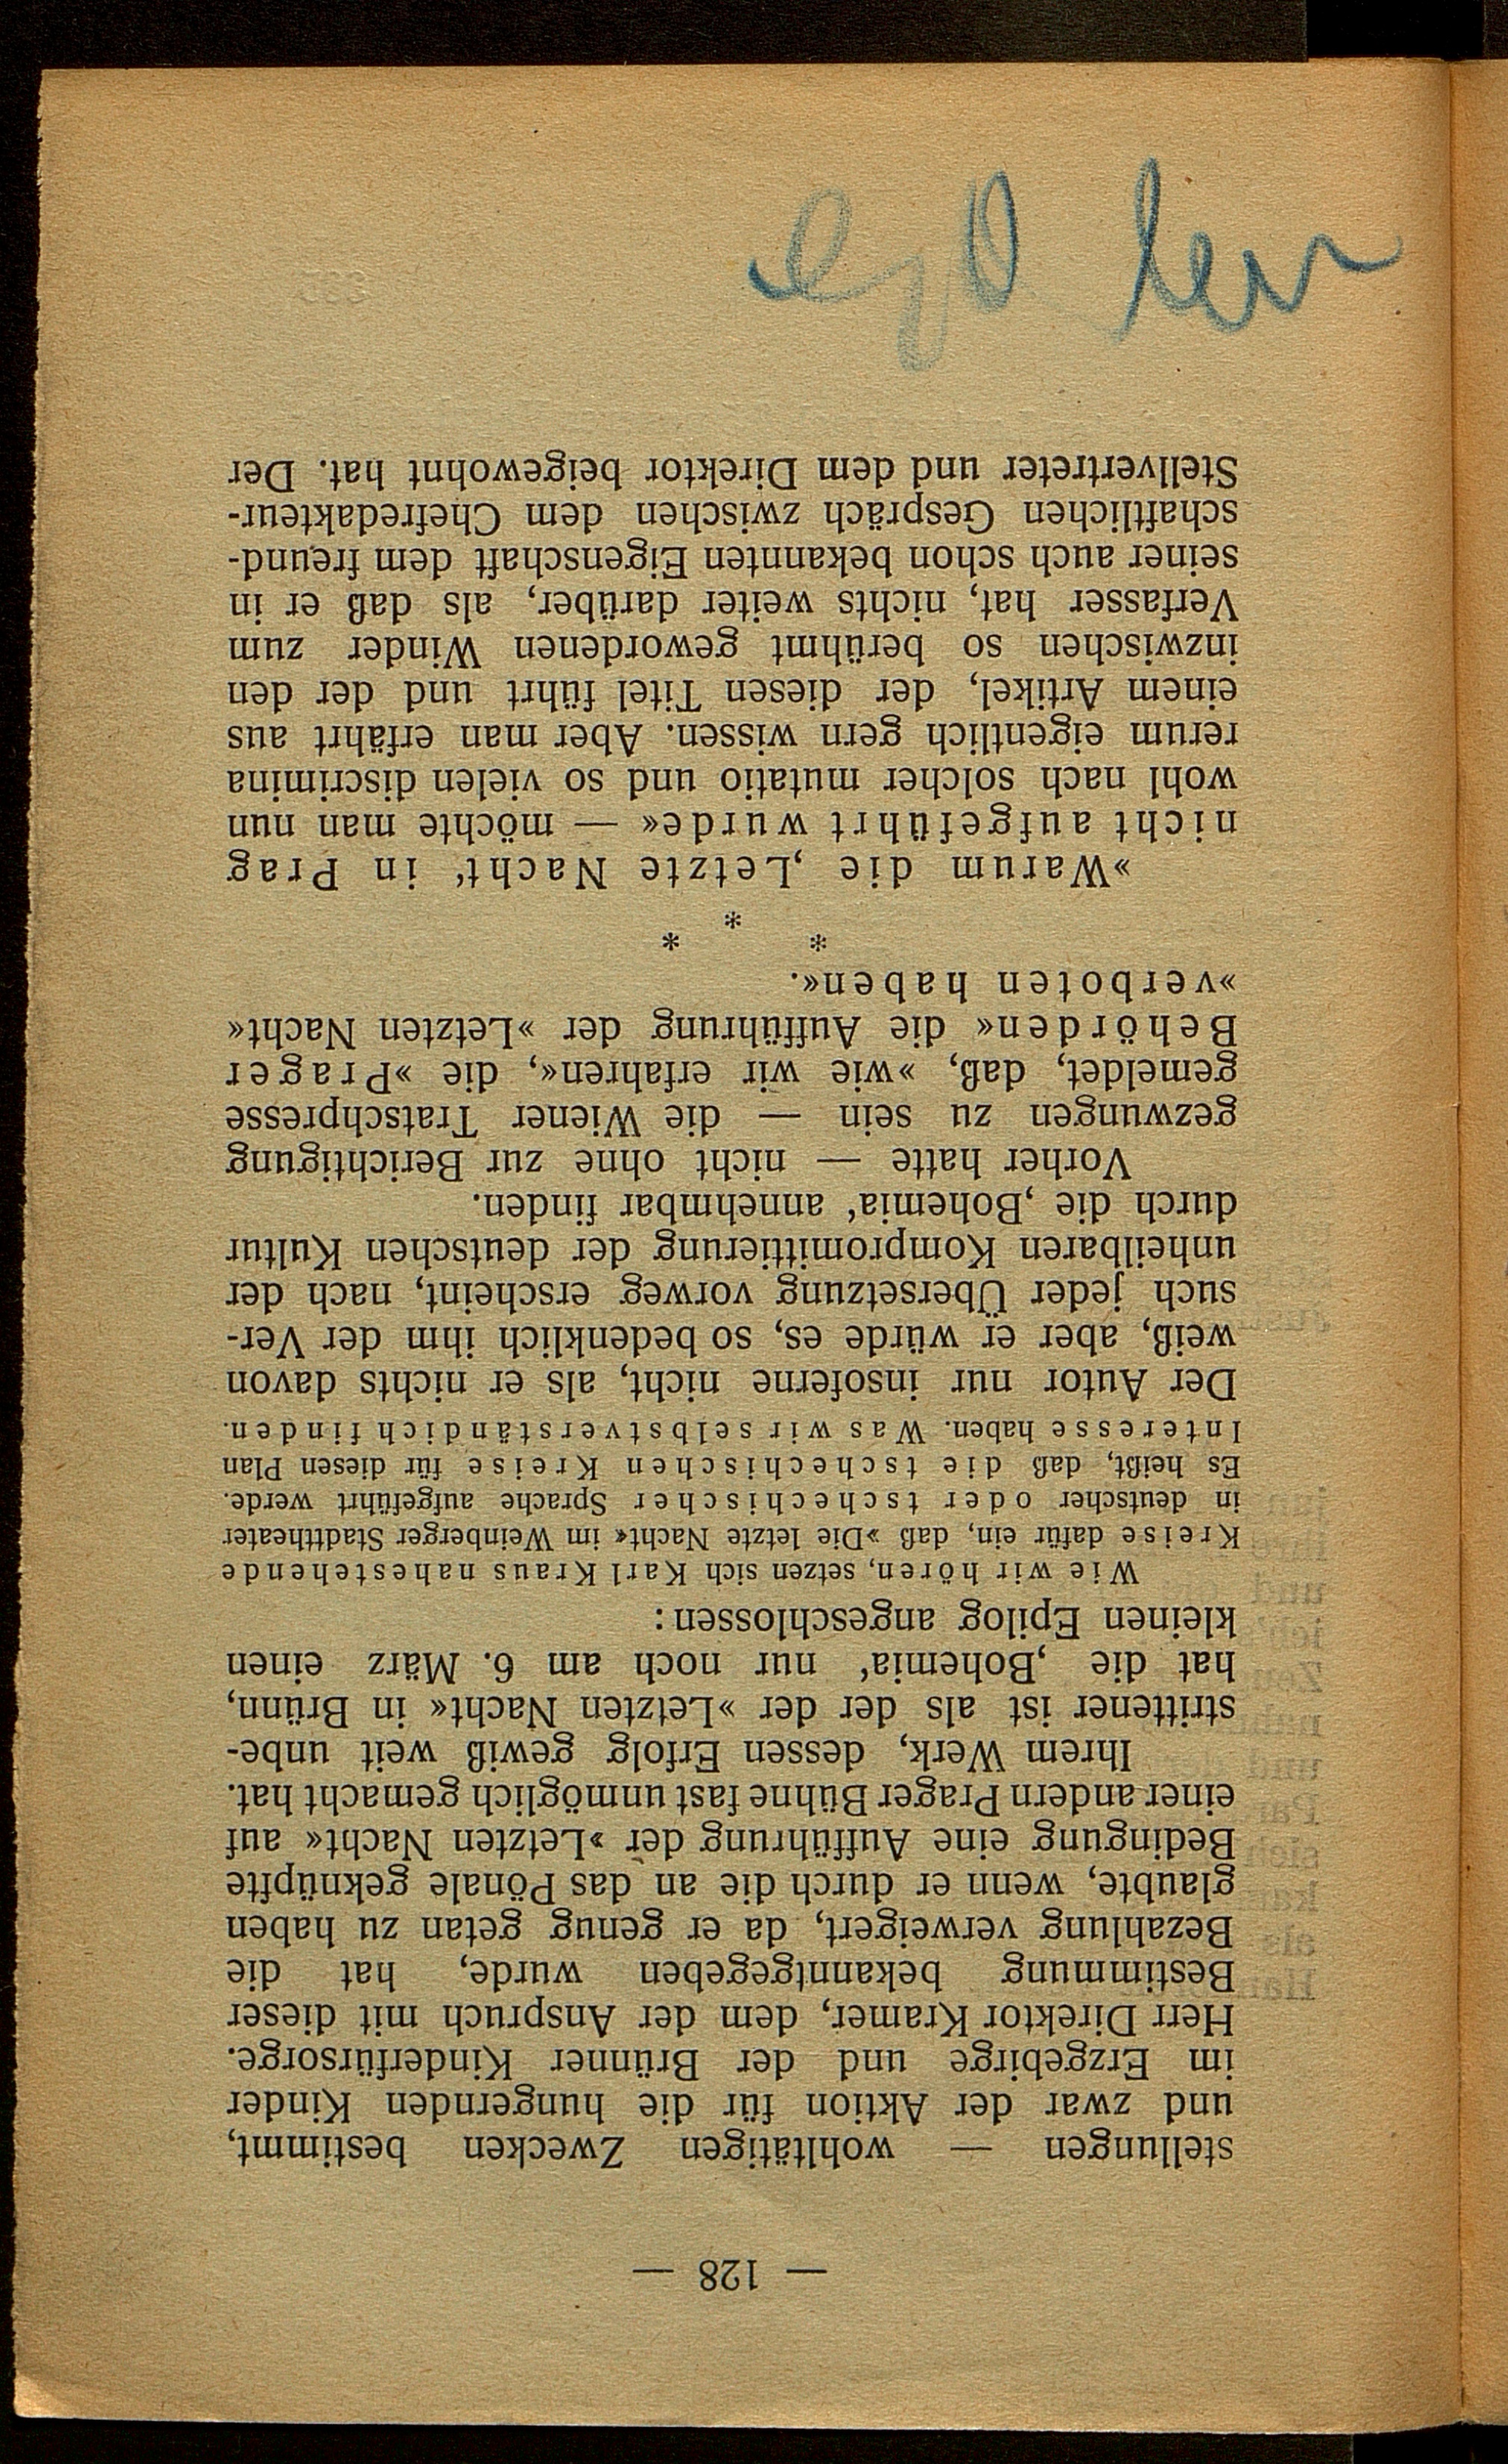 — 128 —
stellungen — wohltätigen Zwecken bestimmt,
und zwar der Aktion für die hungernden Kinder
im Erzgebirge und der Brünner Kinderfürsorge.
Herr Direktor Kramer, dem der Anspruch mit dieser
Bestimmung bekanntgegeben wurde, hat die
Bezahlung verweigert, da er genug getan zu haben
glaubte, wenn er durch die an das Pönale geknüpfte
Bedingung eine Aufführung der »Letzten Nacht« auf
einer andern Prager Bühne fast unmöglich gemacht hat.
Ihrem Werk, dessen Erfolg gewiß weit unbe-
strittener ist als der der »Letzten Nacht« in Brünn,
hat die ‚Bohemia‘ nur noch am 6. März einen
kleinen Epilog angeschlossen:
Wie wir hören, setzen sich Karl Kraus nahestehende
Kreise dafür ein, daß »Die letzte Nacht« im Weinberger Stadttheater
in deutscher oder tschechischer Sprache aufgeführt werde.
Es heißt, daß die tschechischen Kreise für diesen Plan
Interesse haben. Was wir selbstverständich finden.
Der Autor nur insoferne nicht, als er nichts davon
weiß, aber er würde es, so bedenklich ihm der Ver-
such jeder Übersetzung vorweg erscheint, nach der
unheilbaren Kompromittierung der deutschen Kultur
durch die ‚Bohemia‘ annehmbar finden.
Vorher hatte — nicht ohne zur Berichtigung
gezwungen zu sein — die Wiener Tratschpresse
gemeldet, daß, »wie wir erfahren«, die »Prager
Behörden« die Aufführung der »Letzten Nacht«
»verboten haben«.
* * *
»Warum die ‚Letzte Nacht‘ in Prag
nicht aufgeführt wurde« — möchte man nun
wohl nach solcher mutatio und so vielen discrimina
rerum eigentlich gern wissen. Aber man erfährt aus
einem Artikel, der diesen Titel führt und der den
inzwischen so berühmt gewordenen Winder zum
Verfasser hat, nichts weiter darüber, als daß er in
seiner auch schon bekannten Eigenschaft dem freund-
schaftlichen Gespräch zwischen dem Chefredakteur-
Stellvertreter und dem Direktor beigewohnt hat. Der